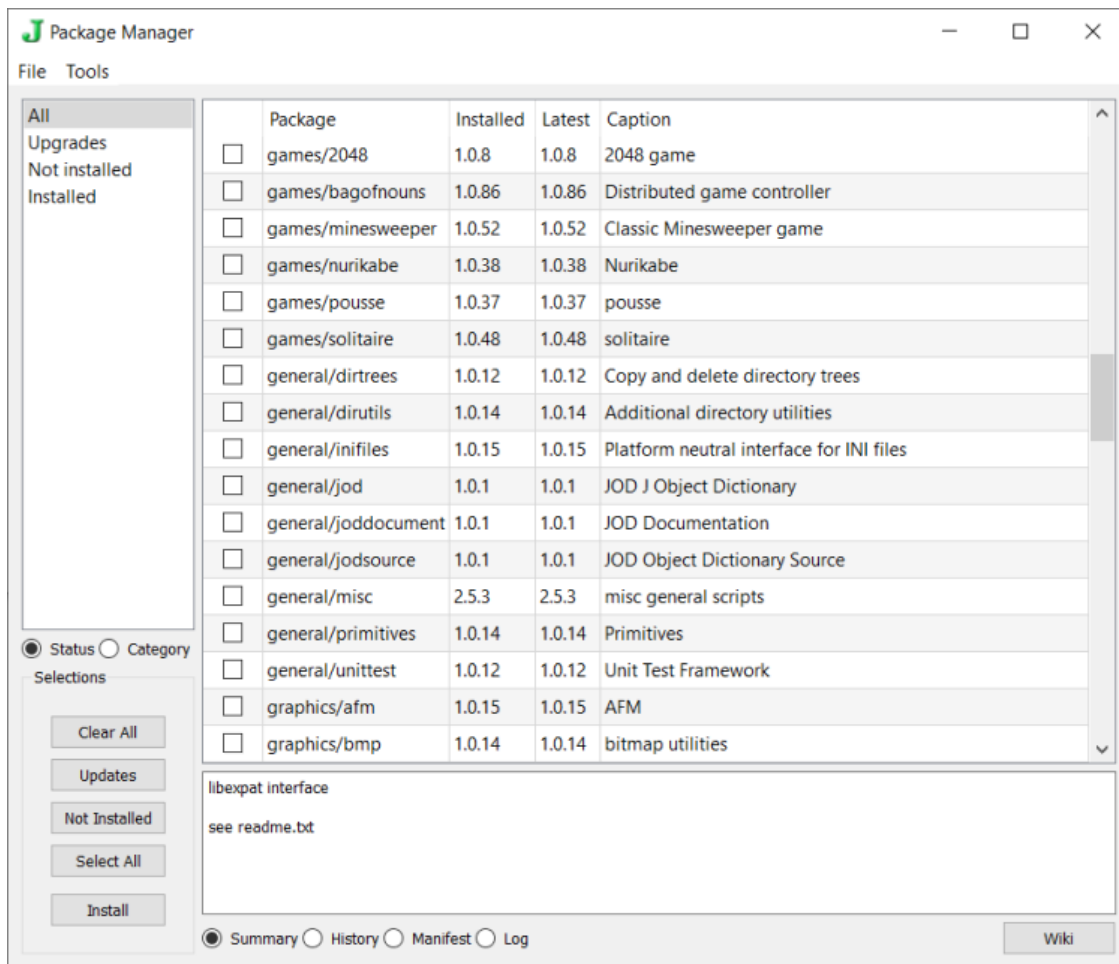 J Package Manager
File Tools
All
Upgrades
Not installed
Installed
Package Installed Latest Caption
games/2048 1.0.8 1.0.8 2048 game
games/bagofnouns 1.0.86 1.0.86 Distributed game controller
games/minesweeper 1.0.52 1.0.52 Classic Minesweeper game
games/nurikabe 1.0.38 1.0.38 Nurikabe
games/pousse 1.0.37 1.0.37 pousse
games/solitaire 1.0.48 1.0.48 solitaire
general/dirtrees 1.0.12 1.0.12 Copy and delete directory trees
general/dirutils 1.0.14 1.0.14 Additional directory utilities
general/inifiles 1.0.15 1.0.15 Platform neutral interface for INI files
general/jod 1.0.1 1.0.1 JOD J Object Dictionary
general/joddocument 1.0.1 1.0.1 JOD Documentation
general/jodsource 1.0.1 1.0.1 JOD Object Dictionary Source
general/misc 2.5.3 2.5.3 misc general scripts
general/primitives 1.0.14 1.0.14 Primitives
general/unittest 1.0.12 1.0.12 Unit Test Framework
graphics/afm 1.0.15 1.0.15 AFM
graphics/bmp 1.0.14 1.0.14 bitmap utilities
Status Category
Selections
Clear All
Updates
Not Installed
Select All
Install
libexpat interface
see readme.txt
Summary History Manifest Log
Wiki